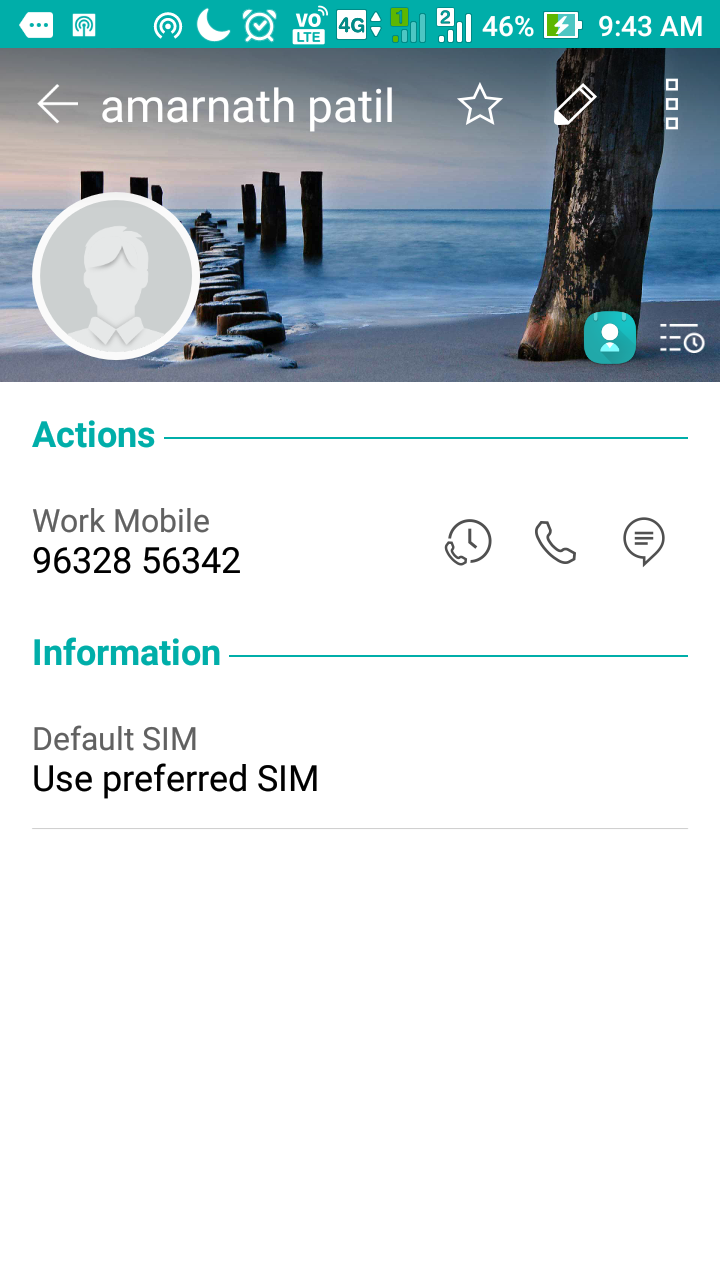 VO LTE 4G 1 2 46% 9:43 AM
amarnath patil
Actions
Work Mobile
96328 56342
Information
Default SIM
Use preferred SIM